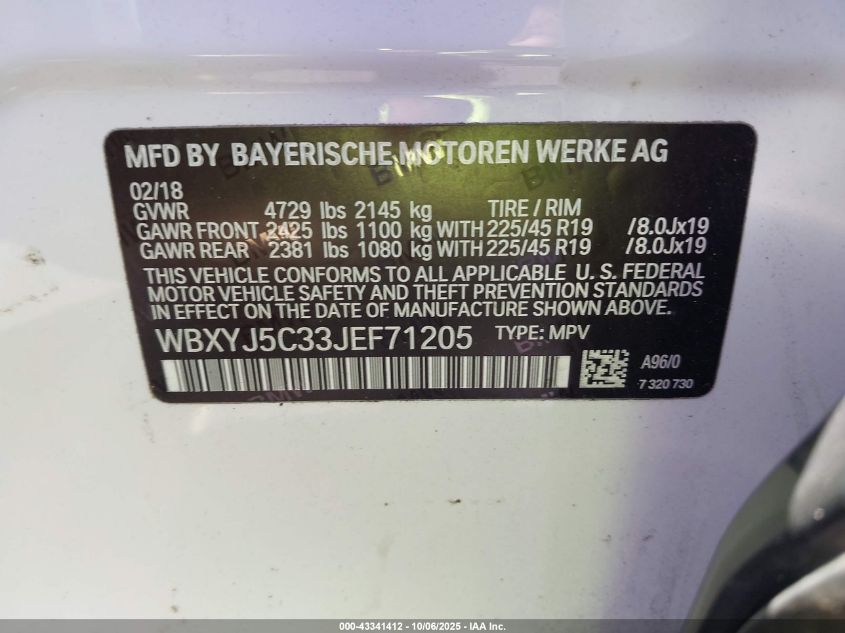 MFD BY BAYERISCHE MOTOREN WERKE AG
02/18
GVWR 4729 lbs 2145 kg TIRE / RIM
GAWR FRONT 2425 lbs 1100 kg WITH 225/45 R19 /8.0Jx19
GAWR REAR 2381 lbs 1080 kg WITH 225/45 R19 /8.0Jx19
THIS VEHICLE CONFORMS TO ALL APPLICABLE U. S. FEDERAL
MOTOR VEHICLE SAFETY AND THEFT PREVENTION STANDARDS
IN EFFECT ON THE DATE OF MANUFACTURE SHOWN ABOVE.
WBXYJ5C33JEF71205 TYPE: MPV
A96/0
7 320 730
000-43341412 - 10/06/2025 - IAA Inc.